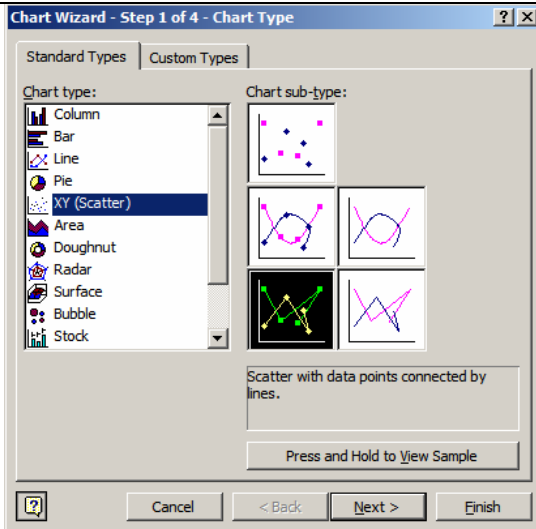 Chart Wizard - Step 1 of 4 - Chart Type
Standard Types
Custom Types
Chart type:
Column
Bar
Line
Pie
XY (Scatter)
Area
Doughnut
Radar
Surface
Bubble
Stock
Chart sub-type:
Scatter with data points connected by
lines.
Press and Hold to View Sample
Cancel
< Back
Next >
Finish